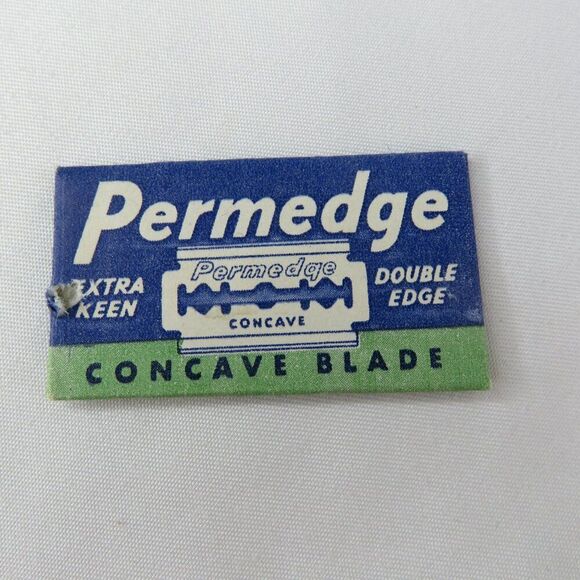 Permedge
EXTRA KEEN
Permedge
CONCAVE
DOUBLE EDGE
CONCAVE BLADE